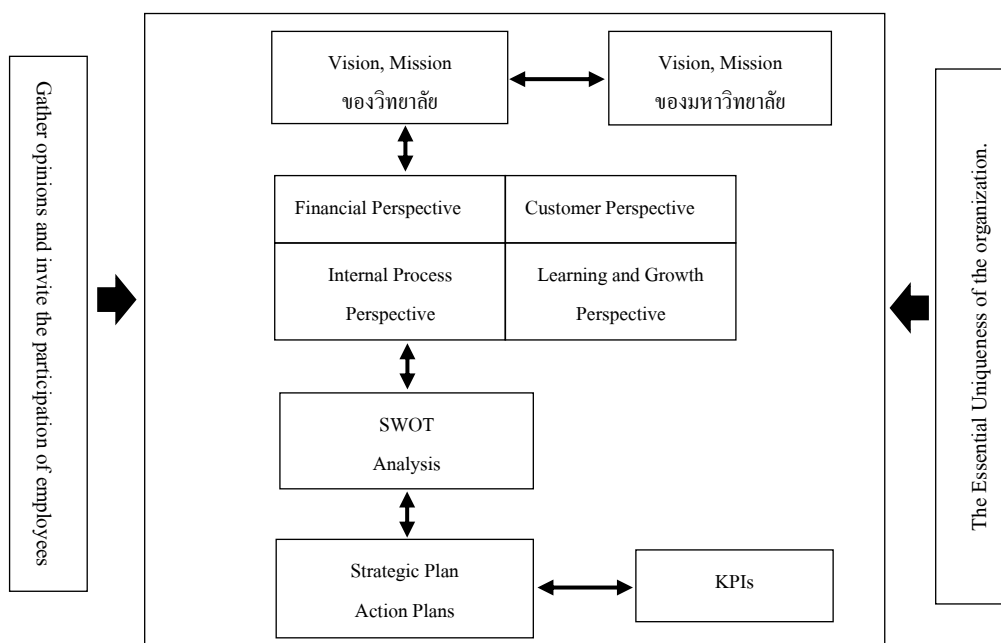 Gather opinions and invite the participation of employees
Vision, Mission
ของวิทยาลัย
Vision, Mission
ของมหาวิทยาลัย
Financial Perspective
Customer Perspective
Internal Process
Perspective
Learning and Growth
Perspective
SWOT
Analysis
Strategic Plan
Action Plans
KPIs
The Essential Uniqueness of the organization.